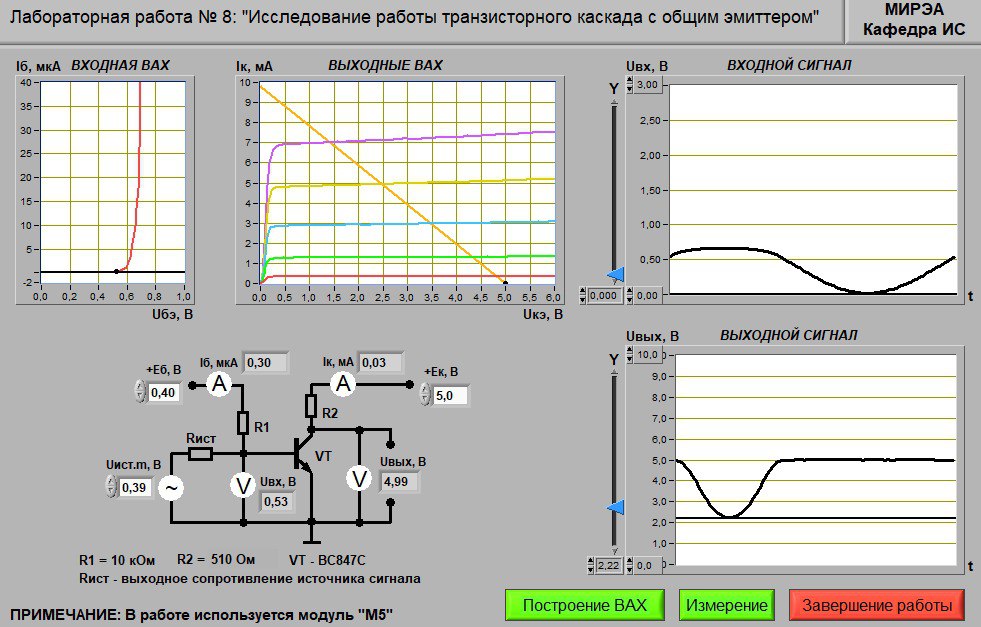 Лабораторная работа № 8: "Исследование работы транзисторного каскада с общим эмиттером"
МИРЭА
Кафедра ИС
Iб, мкА ВХОДНАЯ ВАХ
40
35
30
25
20
15
10
5
-2
0,0 0,2 0,4 0,6 0,8 1,0
Uбэ, В
Iк, мА ВЫХОДНЫЕ ВАХ
10
9
8
7
6
5
4
3
2
1
0
0,0 0,5 1,0 1,5 2,0 2,5 3,0 3,5 4,0 4,5 5,0 5,5 6,0
Uкэ, В
Uвх, В ВХОДНОЙ СИГНАЛ
Y
3,00
2,50
2,00
1,50
1,00
0,50
0,000
0,00
t
Uвых, В ВЫХОДНОЙ СИГНАЛ
Y
10,0
9,0
8,0
7,0
6,0
5,0
4,0
3,0
2,0
1,0
2,22
0,0
t
+Eб, В
0,40
Iб, мкА
0,30
A
Iк, мА
0,03
A
+Eк, В
5,0
R1
R2
Rист
VT
Uист.m, В
0,39
~
V
Uвх, В
0,53
V
Uвых, В
4,99
R1 = 10 кОм R2 = 510 Ом VT - BC847C
Rист - выходное сопротивление источника сигнала
ПРИМЕЧАНИЕ: В работе используется модуль "М5"
Построение ВАХ
Измерение
Завершение работы